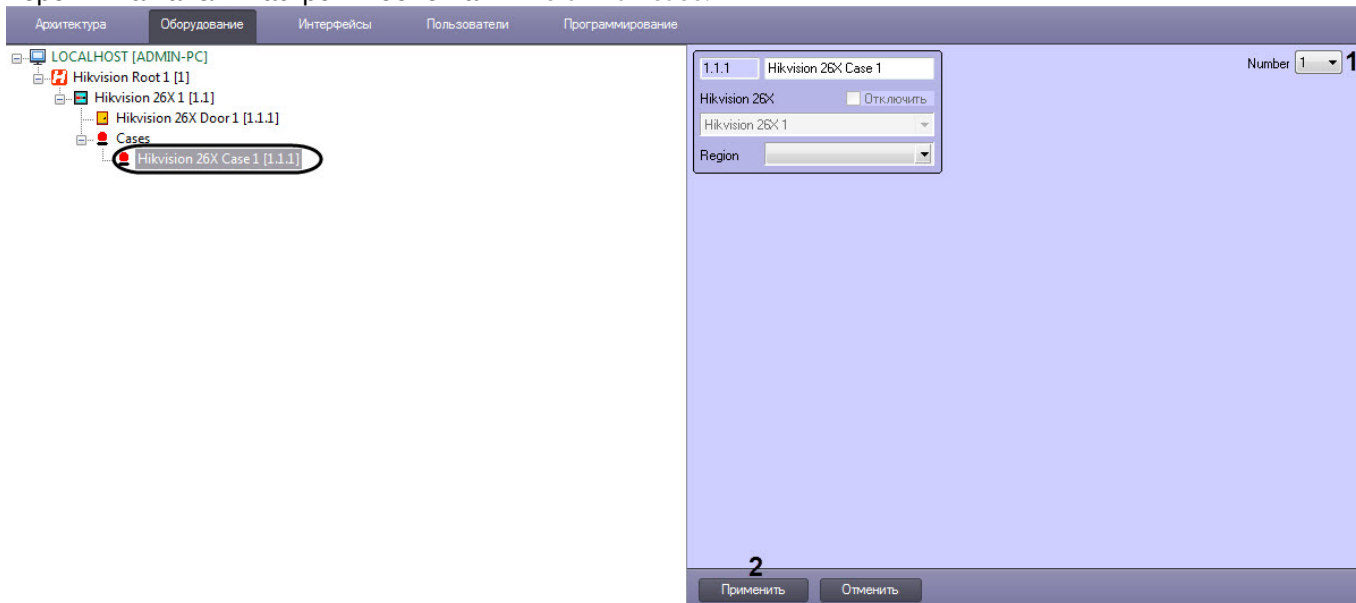 Архитектура Оборудование Интерфейсы Пользователи Программирование
LOCALHOST [ADMIN-PC]
Hikvision Root 1 [1]
Hikvision 26X 1 [1.1]
Hikvision 26X Door 1 [1.1.1]
Cases
Hikvision 26X Case 1 [1.1.1]
1.1.1 Hikvision 26X Case 1
Hikvision 26X Отключить
Hikvision 26X 1
Region
Number 1 1
2
Применить Отменить